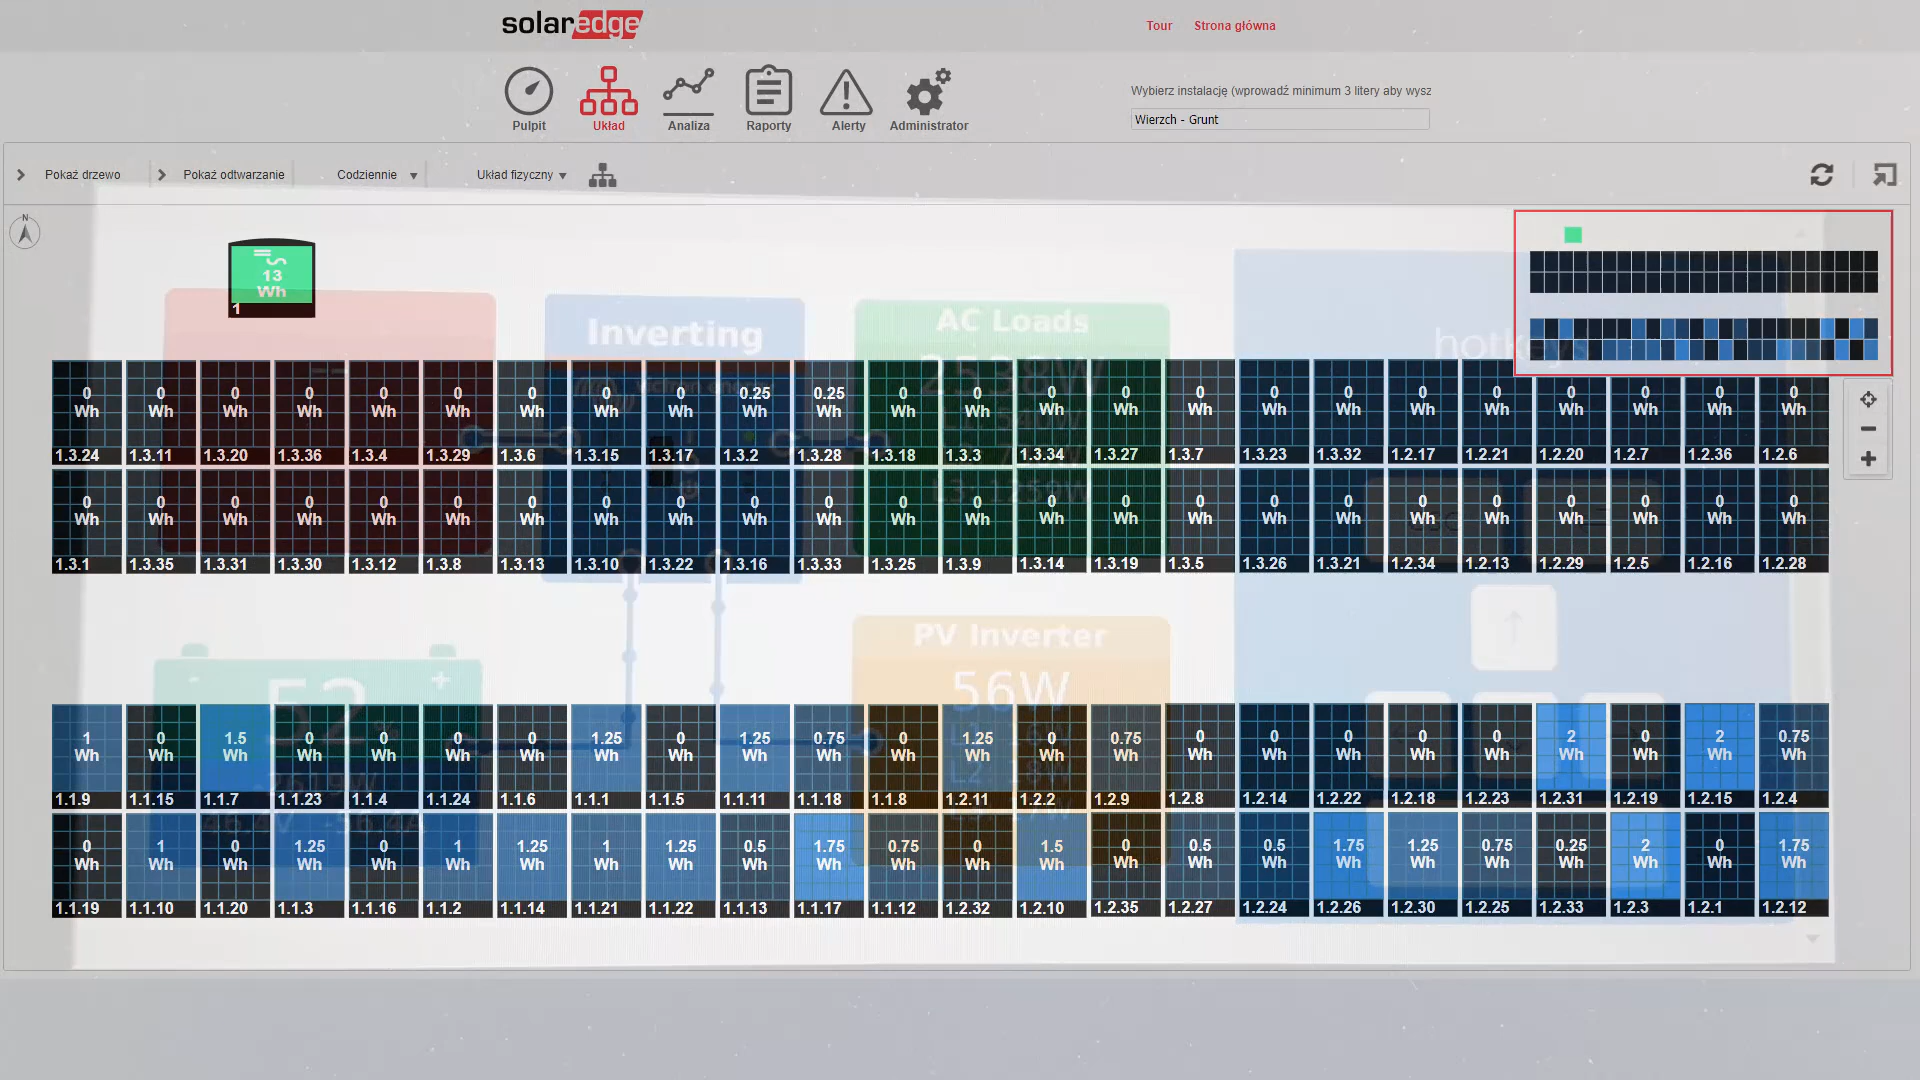 solaredge
Tour Strona główna
Pulpit Układ Analiza Raporty Alerty Administrator
Wybierz instalację (wprowadź minimum 3 litery aby wysz
Wierzch - Grunt
Pokaż drzewo Pokaż odtwarzanie Codziennie Układ fizyczny
N
13
Wh
1
Inverting
AC Loads
2538W
hotkeys
0 0 0 0 0 0 0 0 0 0.25 0.25 0 0 0 0 0 0 0 0 0 0 0 0 0
Wh Wh Wh Wh Wh Wh Wh Wh Wh Wh Wh Wh Wh Wh Wh Wh Wh Wh Wh Wh Wh Wh Wh Wh
1.3.24 1.3.11 1.3.20 1.3.36 1.3.4 1.3.29 1.3.6 1.3.15 1.3.17 1.3.2 1.3.28 1.3.18 1.3.3 1.3.34 1.3.27 1.3.7 1.3.23 1.3.32 1.2.17 1.2.21 1.2.20 1.2.7 1.2.36 1.2.6
0 0 0 0 0 0 0 0 0 0 0 0 0 0 0 0 0 0 0 0 0 0 0 0
Wh Wh Wh Wh Wh Wh Wh Wh Wh Wh Wh Wh Wh Wh Wh Wh Wh Wh Wh Wh Wh Wh Wh Wh
1.3.1 1.3.35 1.3.31 1.3.30 1.3.12 1.3.8 1.3.13 1.3.10 1.3.22 1.3.16 1.3.33 1.3.25 1.3.9 1.3.14 1.3.19 1.3.5 1.3.26 1.3.21 1.2.34 1.2.13 1.2.29 1.2.5 1.2.16 1.2.28
PV Inverter
56W
52
1 0 1.5 0 0 0 0 1.25 0 1.25 0.75 0 1.25 0 0.75 0 0 0 0 0 2 0 2 0.75
Wh Wh Wh Wh Wh Wh Wh Wh Wh Wh Wh Wh Wh Wh Wh Wh Wh Wh Wh Wh Wh Wh Wh Wh
1.1.9 1.1.15 1.1.7 1.1.23 1.1.4 1.1.24 1.1.6 1.1.1 1.1.5 1.1.11 1.1.18 1.1.8 1.2.11 1.2.2 1.2.9 1.2.8 1.2.14 1.2.22 1.2.18 1.2.23 1.2.31 1.2.19 1.2.15 1.2.4
0 1 0 1.25 0 1 1.25 1 1.25 0.5 1.75 0.75 0 1.5 0 0.5 0.5 1.75 1.25 0.75 0.25 2 0 1.75
Wh Wh Wh Wh Wh Wh Wh Wh Wh Wh Wh Wh Wh Wh Wh Wh Wh Wh Wh Wh Wh Wh Wh Wh
1.1.19 1.1.10 1.1.20 1.1.3 1.1.16 1.1.2 1.1.14 1.1.21 1.1.22 1.1.13 1.1.17 1.1.12 1.2.32 1.2.10 1.2.35 1.2.27 1.2.24 1.2.26 1.2.30 1.2.25 1.2.33 1.2.3 1.2.1 1.2.12